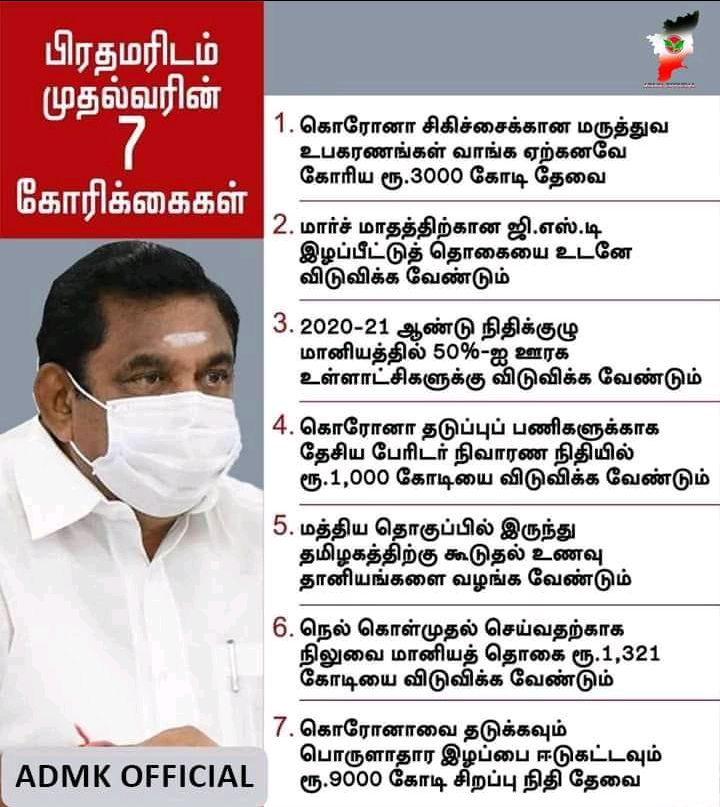 பிரதமரிடம்
முதல்வரின்
7
கோரிக்கைகள்
1. கொரோனா சிகிச்சைக்கான மருத்துவ
உபகரணங்கள் வாங்க ஏற்கனவே
கோரிய ரூ.3000 கோடி தேவை
2. மார்ச் மாதத்திற்கான ஜி.எஸ்.டி
இழப்பீட்டுத் தொகையை உடனே
விடுவிக்க வேண்டும்
3. 2020-21 ஆண்டு நிதிக்குழு
மானியத்தில் 50%-ஐ ஊரக
உள்ளாட்சிகளுக்கு விடுவிக்க வேண்டும்
4. கொரோனா தடுப்புப் பணிகளுக்காக
தேசிய பேரிடர் நிவாரண நிதியில்
ரூ.1,000 கோடியை விடுவிக்க வேண்டும்
5. மத்திய தொகுப்பில் இருந்து
தமிழகத்திற்கு கூடுதல் உணவு
தானியங்களை வழங்க வேண்டும்
6. நெல் கொள்முதல் செய்வதற்காக
நிலுவை மானியத் தொகை ரூ.1,321
கோடியை விடுவிக்க வேண்டும்
7. கொரோனாவை தடுக்கவும்
பொருளாதார இழப்பை ஈடுகட்டவும்
ரூ.9000 கோடி சிறப்பு நிதி தேவை
ADMK OFFICIAL